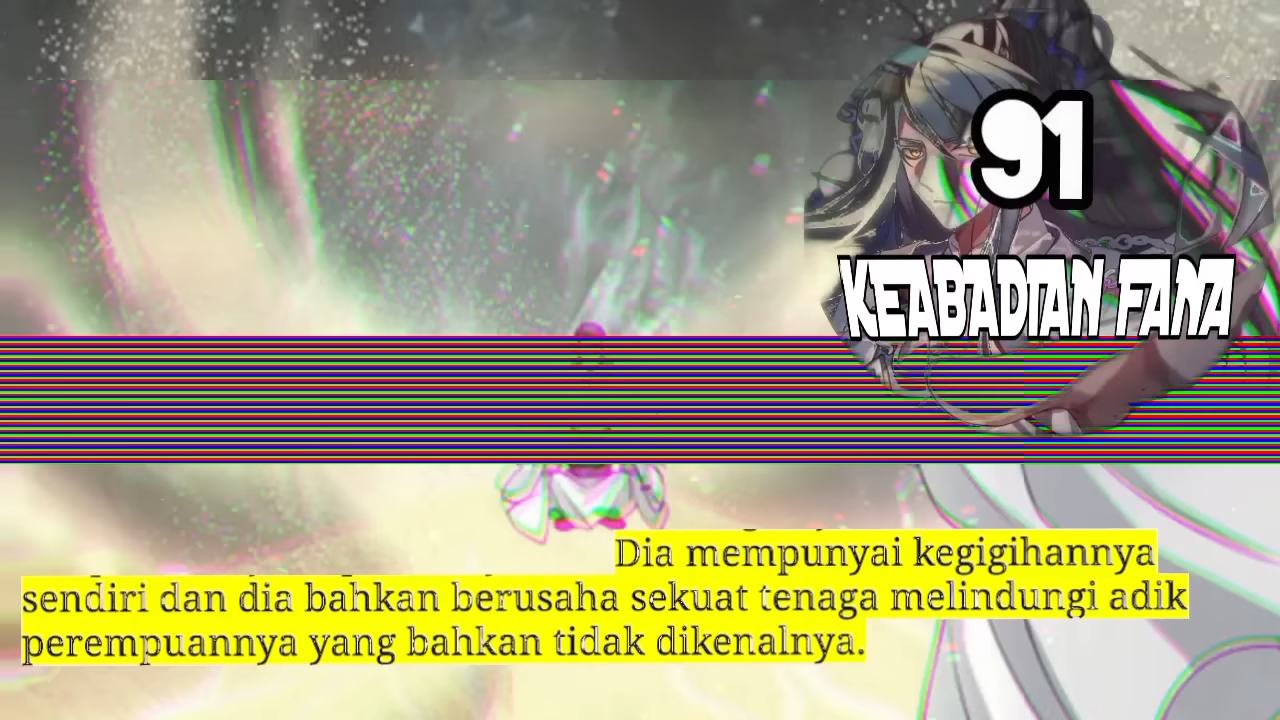 91
KEABADIAN FANA
Dia mempunyai kegigihannya
sendiri dan dia bahkan berusaha sekuat tenaga melindungi adik
perempuannya yang bahkan tidak dikenalnya.